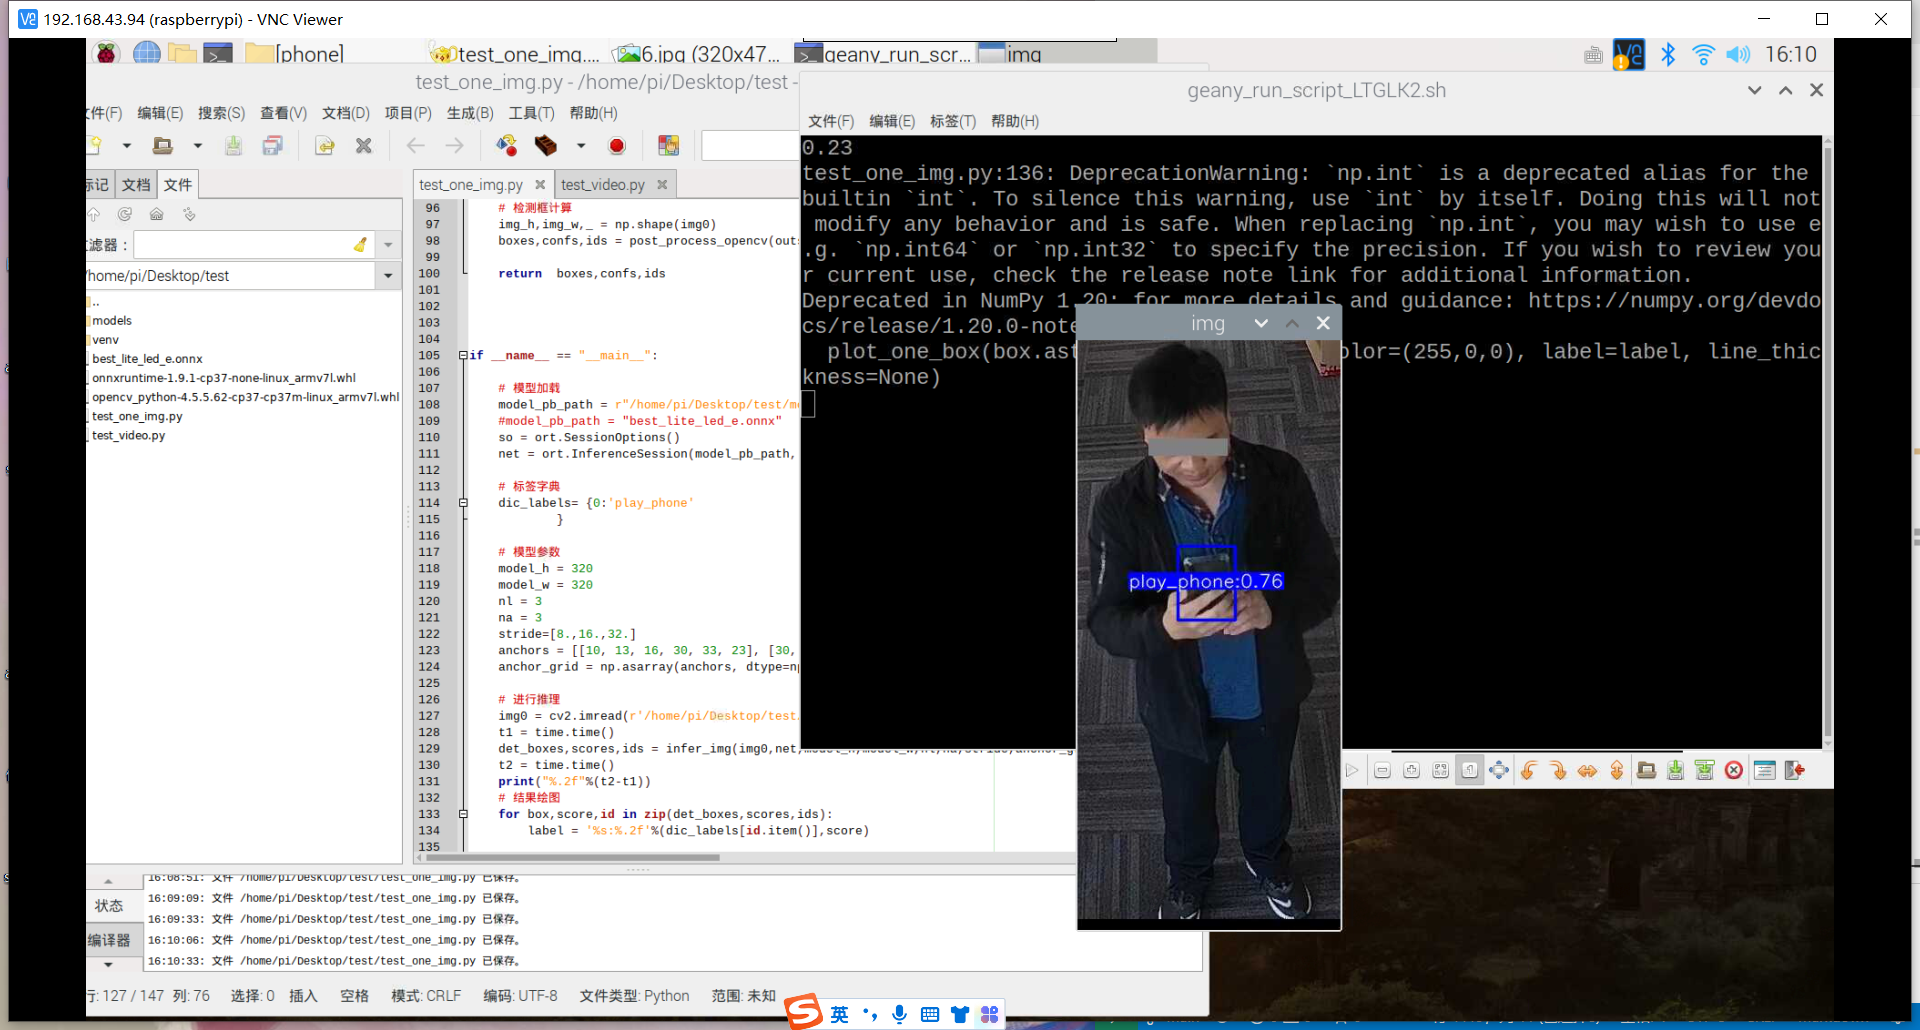 192.168.43.94 (raspberrypi) - VNC Viewer
[phone]
test_one_img....
6.jpg (320x47...
geany_run_scr...
img
16:10
test_one_img.py - /home/pi/Desktop/test -
文件(F) 编辑(E) 搜索(S) 查看(V) 文档(D) 项目(P) 生成(B) 工具(T) 帮助(H)
标记 文档 文件
过滤器：
/home/pi/Desktop/test
..
models
venv
best_lite_led_e.onnx
onnxruntime-1.9.1-cp37-none-linux_armv7l.whl
opencv_python-4.5.5.62-cp37-cp37m-linux_armv7l.whl
test_one_img.py
test_video.py
test_one_img.py test_video.py
96 # 检测框计算
97 img_h,img_w,_ = np.shape(img0)
98 boxes,confs,ids = post_process_opencv(out
99
100 return  boxes,confs,ids
101
102
103
104
105 if __name__ == "__main__":
106
107 # 模型加载
108 model_pb_path = r"/home/pi/Desktop/test/m
109 #model_pb_path = "best_lite_led_e.onnx"
110 so = ort.SessionOptions()
111 net = ort.InferenceSession(model_pb_path,
112
113 # 标签字典
114 dic_labels= {0:'play_phone'
115 }
116
117 # 模型参数
118 model_h = 320
119 model_w = 320
120 nl = 3
121 na = 3
122 stride=[8.,16.,32.]
123 anchors = [[10, 13, 16, 30, 33, 23], [30,
124 anchor_grid = np.asarray(anchors, dtype=np
125
126 # 进行推理
127 img0 = cv2.imread(r'/home/pi/Desktop/test
128 t1 = time.time()
129 det_boxes,scores,ids = infer_img(img0,net,model_h,model_w,nl,na,stride,anchor_g
130 t2 = time.time()
131 print("%.2f"%(t2-t1))
132 # 结果绘图
133 for box,score,id in zip(det_boxes,scores,ids):
134 label = '%s:%.2f'%(dic_labels[id.item()],score)
135
geany_run_script_LTGLK2.sh
文件(F) 编辑(E) 标签(T) 帮助(H)
0.23
test_one_img.py:136: DeprecationWarning: `np.int` is a deprecated alias for the
builtin `int`. To silence this warning, use `int` by itself. Doing this will not
 modify any behavior and is safe. When replacing `np.int`, you may wish to use e
.g. `np.int64` or `np.int32` to specify the precision. If you wish to review you
r current use, check the release note link for additional information.
Deprecated in NumPy 1.20; for more details and guidance: https://numpy.org/devdo
cs/release/1.20.0-note
  plot_one_box(box.ast olor=(255,0,0), label=label, line_thic
kness=None)
img
play_phone:0.76
状态
编译器
16:08:51: 文件 /home/pi/Desktop/test/test_one_img.py 已保存。
16:09:09: 文件 /home/pi/Desktop/test/test_one_img.py 已保存。
16:09:33: 文件 /home/pi/Desktop/test/test_one_img.py 已保存。
16:10:06: 文件 /home/pi/Desktop/test/test_one_img.py 已保存。
16:10:33: 文件 /home/pi/Desktop/test/test_one_img.py 已保存。
行: 127 / 147 列: 76 选择: 0 插入 空格 模式: CRLF 编码: UTF-8 文件类型: Python 范围: 未知
英